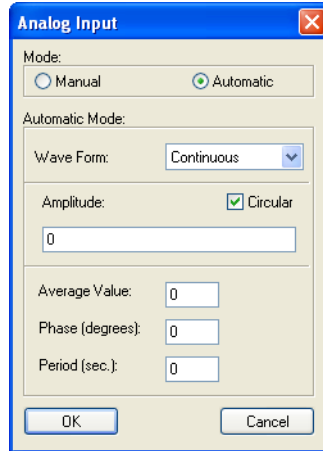 Analog Input
Mode:
Manual Automatic
Automatic Mode:
Wave Form: Continuous
Amplitude: Circular
0
Average Value: 0
Phase (degrees): 0
Period (sec.): 0
OK Cancel